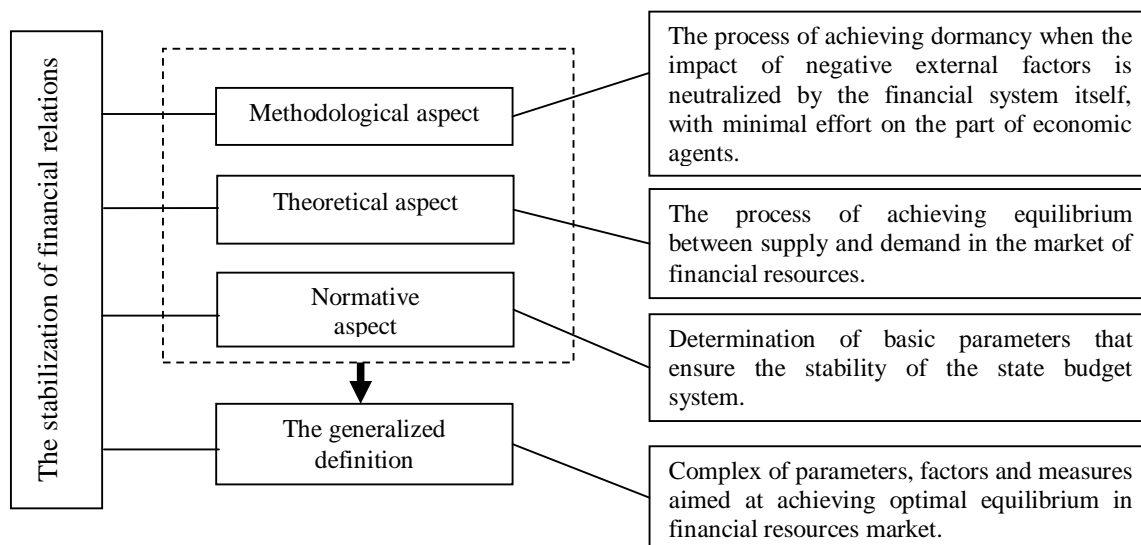 The stabilization of financial relations
Methodological aspect
The process of achieving dormancy when the
impact of negative external factors is
neutralized by the financial system itself,
with minimal effort on the part of economic
agents.
Theoretical aspect
The process of achieving equilibrium
between supply and demand in the market of
financial resources.
Normative
aspect
Determination of basic parameters that
ensure the stability of the state budget
system.
The generalized
definition
Complex of parameters, factors and measures
aimed at achieving optimal equilibrium in
financial resources market.